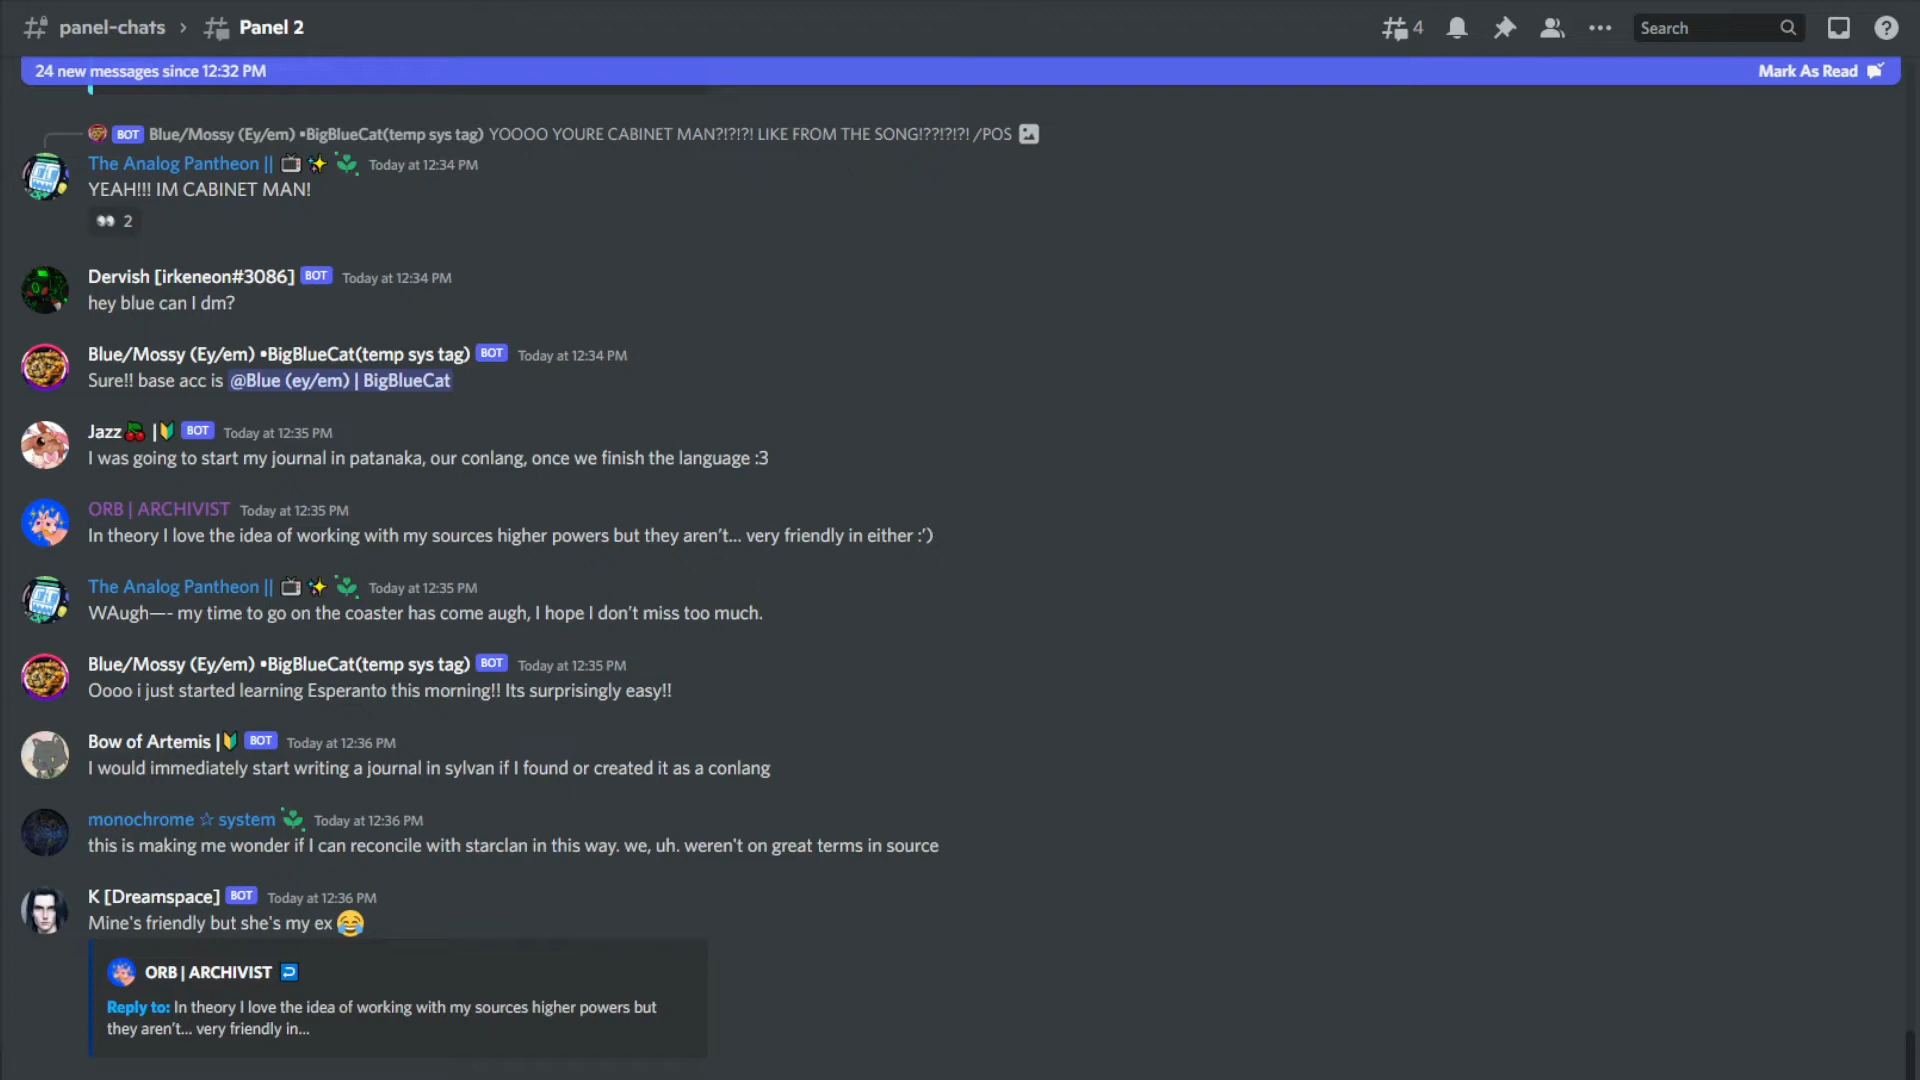 panel-chats › Panel 2
4
Search
24 new messages since 12:32 PM
Mark As Read
BOT Blue/Mossy (Ey/em) •BigBlueCat(temp sys tag) YOOOO YOURE CABINET MAN?!?!?! LIKE FROM THE SONG!??!?!?! /POS
The Analog Pantheon || 📺 ✨ Today at 12:34 PM
YEAH!!! IM CABINET MAN!
👀 2
Dervish [irkeneon#3086] BOT Today at 12:34 PM
hey blue can I dm?
Blue/Mossy (Ey/em) •BigBlueCat(temp sys tag) BOT Today at 12:34 PM
Sure!! base acc is @Blue (ey/em) | BigBlueCat
Jazz🍒 |🔰 BOT Today at 12:35 PM
I was going to start my journal in patanaka, our conlang, once we finish the language :3
ORB | ARCHIVIST Today at 12:35 PM
In theory I love the idea of working with my sources higher powers but they aren’t… very friendly in either :’)
The Analog Pantheon || 📺 ✨ Today at 12:35 PM
WAugh—- my time to go on the coaster has come augh, I hope I don’t miss too much.
Blue/Mossy (Ey/em) •BigBlueCat(temp sys tag) BOT Today at 12:35 PM
Oooo i just started learning Esperanto this morning!! Its surprisingly easy!!
Bow of Artemis |🔰 BOT Today at 12:36 PM
I would immediately start writing a journal in sylvan if I found or created it as a conlang
monochrome ☆ system Today at 12:36 PM
this is making me wonder if I can reconcile with starclan in this way. we, uh. weren't on great terms in source
K [Dreamspace] BOT Today at 12:36 PM
Mine's friendly but she's my ex 😂
ORB | ARCHIVIST ↩️
Reply to: In theory I love the idea of working with my sources higher powers but
they aren’t… very friendly in…